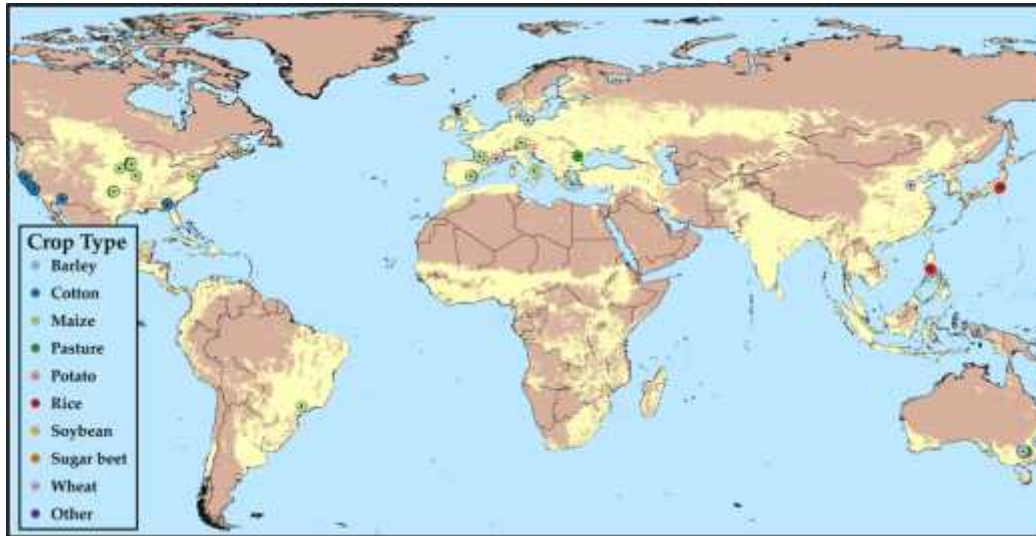 Crop Type
Barley
Cotton
Maize
Pasture
Potato
Rice
Soybean
Sugar beet
Wheat
Other